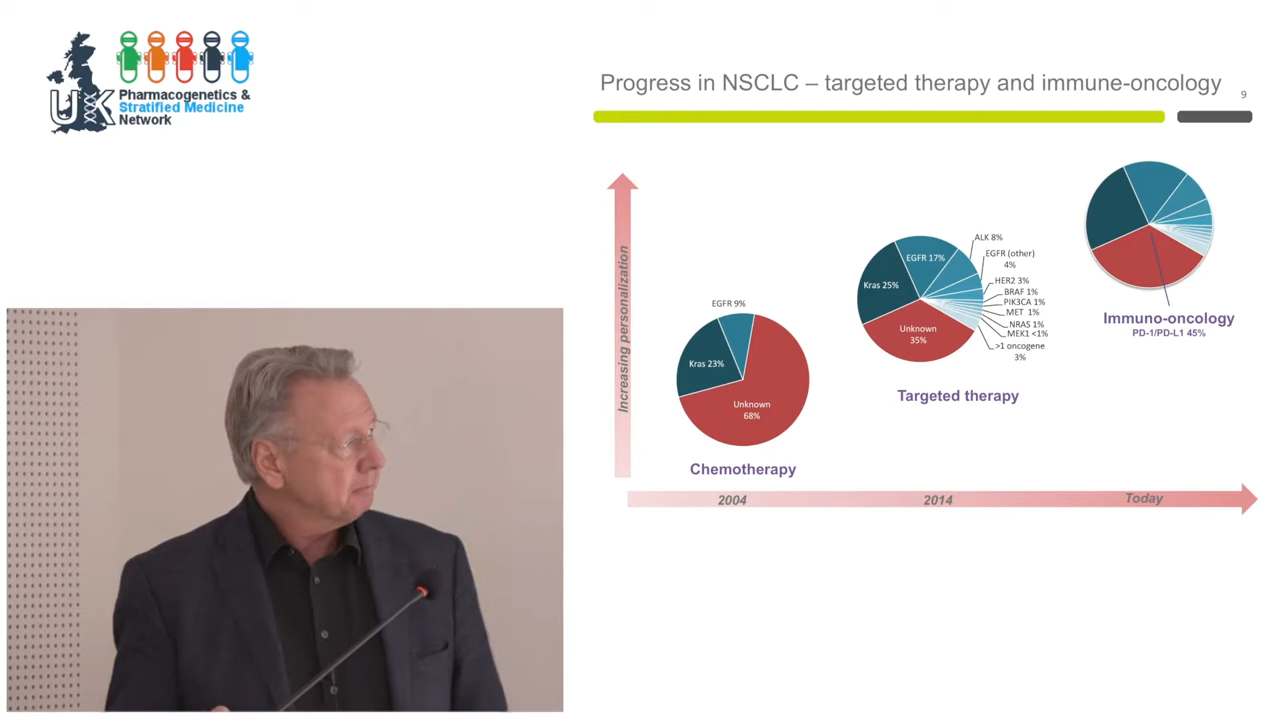 UK
Pharmacogenetics &
Stratified Medicine
Network
Progress in NSCLC – targeted therapy and immune-oncology
9
Increasing personalization
EGFR 9%
Kras 23%
Unknown
68%
Chemotherapy
EGFR 17%
Kras 25%
Unknown
35%
ALK 8%
EGFR (other)
4%
HER2 3%
BRAF 1%
PIK3CA 1%
MET 1%
NRAS 1%
MEK1 <1%
>1 oncogene
3%
Targeted therapy
Immuno-oncology
PD-1/PD-L1 45%
2004
2014
Today